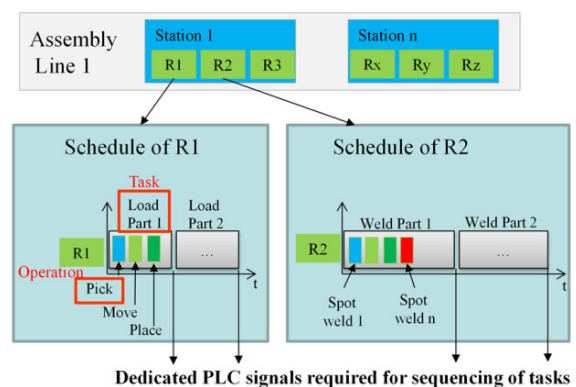 Assembly
Line 1
Station 1
R1 R2 R3
Station n
Rx Ry Rz
Schedule of R1
Task
Load
Part 1
Load
Part 2
R1
...
Operation
Pick
Move
Place
t
Schedule of R2
Weld Part 1
Weld Part 2
R2
...
t
Spot
weld 1
Spot
weld n
Dedicated PLC signals required for sequencing of tasks